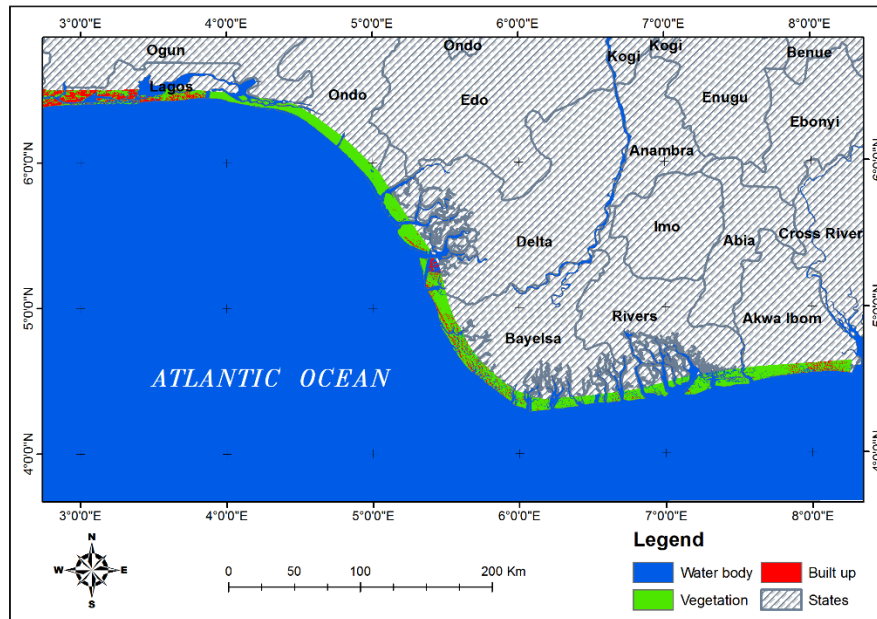 3°0'0"E 4°0'0"E 5°0'0"E 6°0'0"E 7°0'0"E 8°0'0"E
Ogun Ondo Kogi Kogi Benue
Lagos Ondo Edo Enugu
Ebonyi
Anambra
6°0'0"N 6°0'0"N
Delta Imo Abia Cross River
5°0'0"N 5°0'0"N
Bayelsa Rivers Akwa Ibom
ATLANTIC OCEAN
4°0'0"N 4°0'0"N
3°0'0"E 4°0'0"E 5°0'0"E 6°0'0"E 7°0'0"E 8°0'0"E
N
W E
S
0 50 100 200 Km
Legend
Water body Built up
Vegetation States